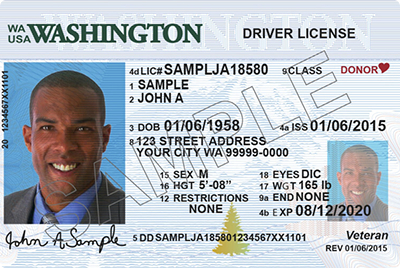 WA USA WASHINGTON DRIVER LICENSE
4d LIC# SAMPLJA18580 9 CLASS DONOR
1 SAMPLE
2 JOHN A
3 DOB 01/06/1958 4a ISS 01/06/2015
8 123 STREET ADDRESS
YOUR CITY WA 99999-0000
15 SEX M 18 EYES DIC
16 HGT 5'-08" 17 WGT 165 lb
12 RESTRICTIONS NONE 9a END NONE
4b EXP 08/12/2020
5 DD SAMPLJA185801234567XX1101 Veteran
REV 01/06/2015
20 1234567XX1101
John A Sample
SAMPLE
WASHINGTON